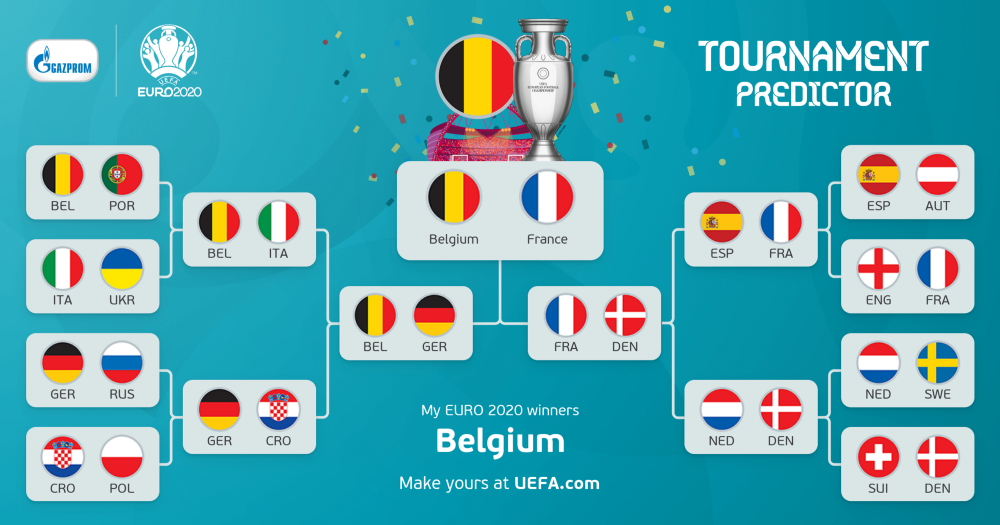 GAZPROM
UEFA
EURO2020
TOURNAMENT
PREDICTOR
BEL POR
ITA UKR
GER RUS
CRO POL
BEL ITA
GER CRO
BEL GER
Belgium France
FRA DEN
ESP FRA
NED DEN
ESP AUT
ENG FRA
NED SWE
SUI DEN
My EURO 2020 winners
Belgium
Make yours at UEFA.com